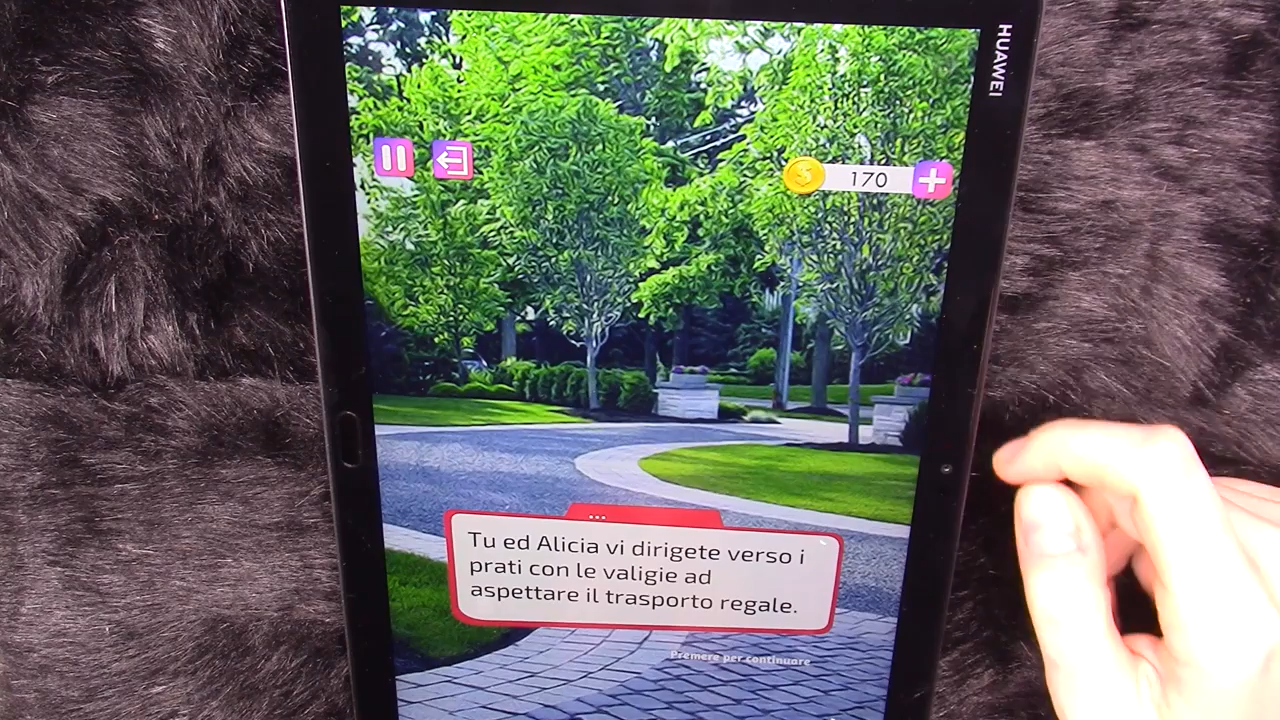 HUAWEI
170
Tu ed Alicia vi dirigete verso i
prati con le valigie ad
aspettare il trasporto regale.
Premere per continuare